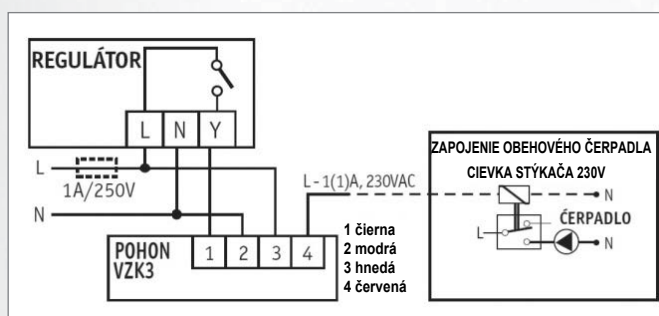 REGULÁTOR
L N Y
L
1A/250V
N
L - 1(1)A, 230VAC
POHON
VZK3
1 2 3 4
1 čierna
2 modrá
3 hnedá
4 červená
ZAPOJENIE OBEHOVÉHO ČERPADLA
CIEVKA STÝKAČA 230V
N
ČERPADLO
L
N